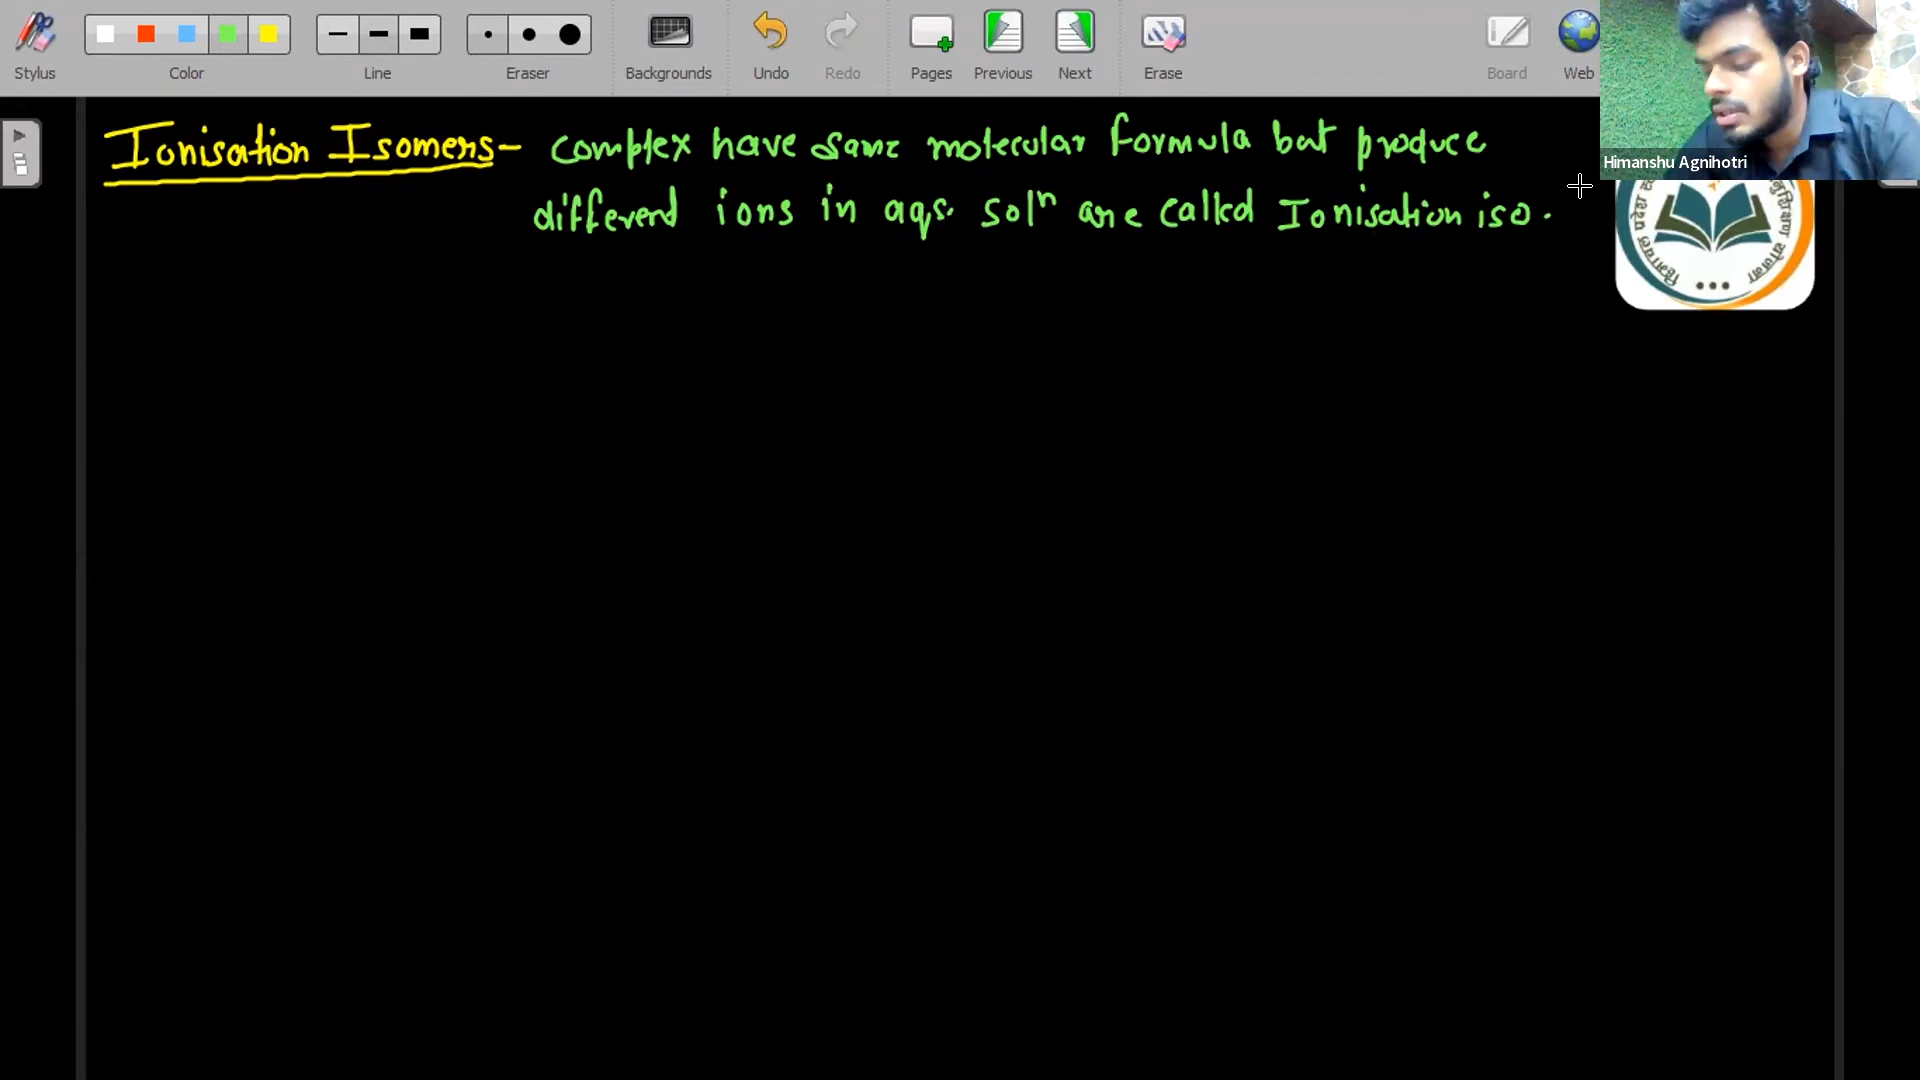 Stylus Color Line Eraser Backgrounds Undo Redo Pages Previous Next Erase Board Web
Himanshu Agnihotri
Ionisation Isomers- complex have same molecular formula but produce
different ions in aqs. solⁿ are called Ionisation iso.